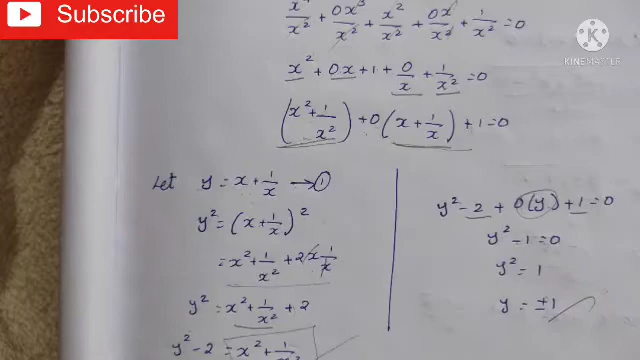 Subscribe
KINEMASTER
x⁴/x² + 0x³/x² + x²/x² + 0x/x² + 1/x² = 0
x² + 0x + 1 + 0/x + 1/x² = 0
(x² + 1/x²) + 0(x + 1/x) + 1 = 0
Let y = x + 1/x → ①
y² = (x + 1/x)²
= x² + 1/x² + 2x 1/x
y² = x² + 1/x² + 2
y² - 2 = x² + 1/x²
y² - 2 + 0(y) + 1 = 0
y² - 1 = 0
y² = 1
y = ±1